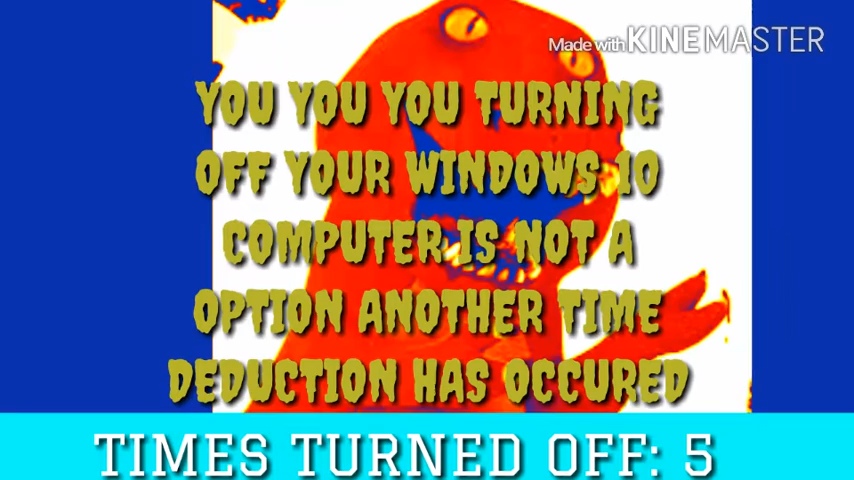 Made with KINEMASTER
YOU YOU YOU TURNING
OFF YOUR WINDOWS 10
COMPUTER IS NOT A
OPTION ANOTHER TIME
DEDUCTION HAS OCCURED
TIMES TURNED OFF: 5